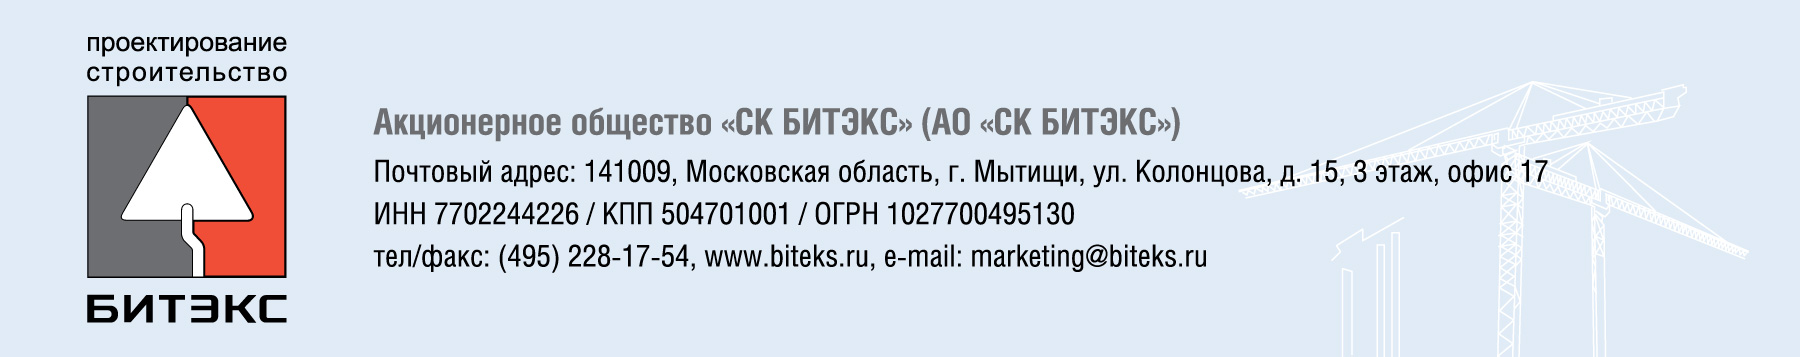 проектирование
строительство
БИТЭКС
Акционерное общество «СК БИТЭКС» (АО «СК БИТЭКС»)
Почтовый адрес: 141009, Московская область, г. Мытищи, ул. Колонцова, д. 15, 3 этаж, офис 17
ИНН 7702244226 / КПП 504701001 / ОГРН 1027700495130
тел/факс: (495) 228-17-54, www.biteks.ru, e-mail: marketing@biteks.ru